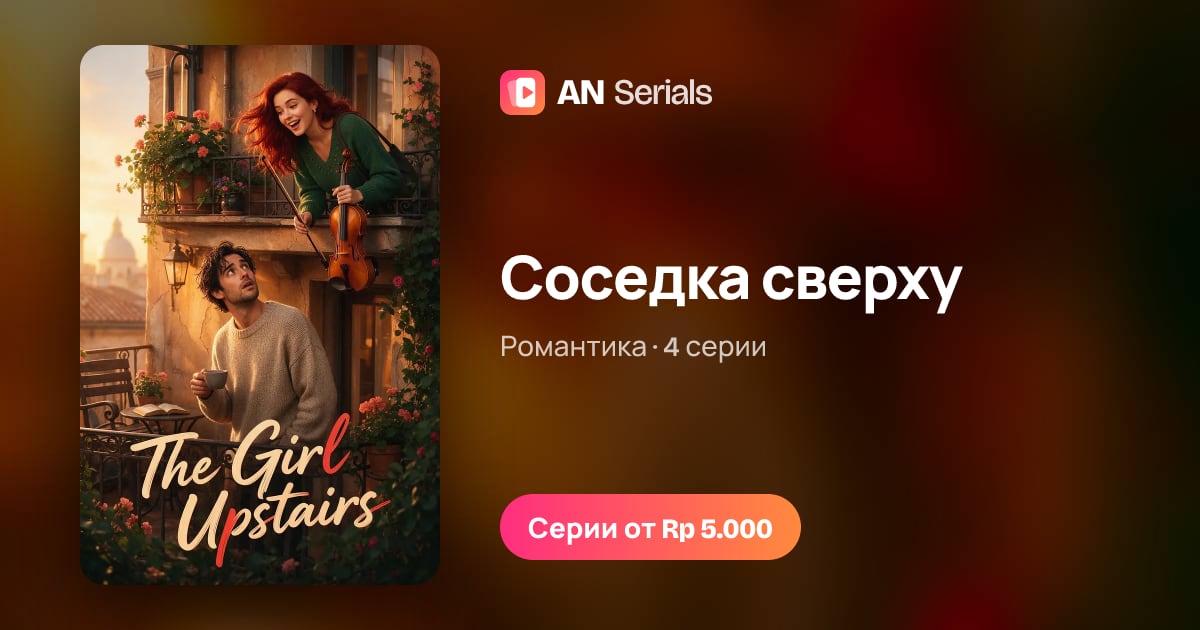 AN Serials
Соседка сверху
Романтика · 4 серии
Серии от Rp 5.000
The Girl
Upstairs